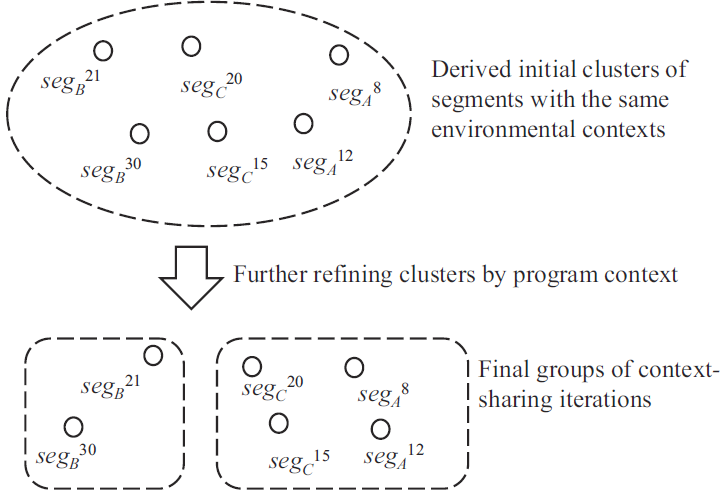 seg_B^21
seg_C^20
seg_A^8
seg_B^30
seg_C^15
seg_A^12
Derived initial clusters of
segments with the same
environmental contexts
Further refining clusters by program context
seg_B^21
seg_B^30
seg_C^20
seg_A^8
seg_C^15
seg_A^12
Final groups of context-
sharing iterations